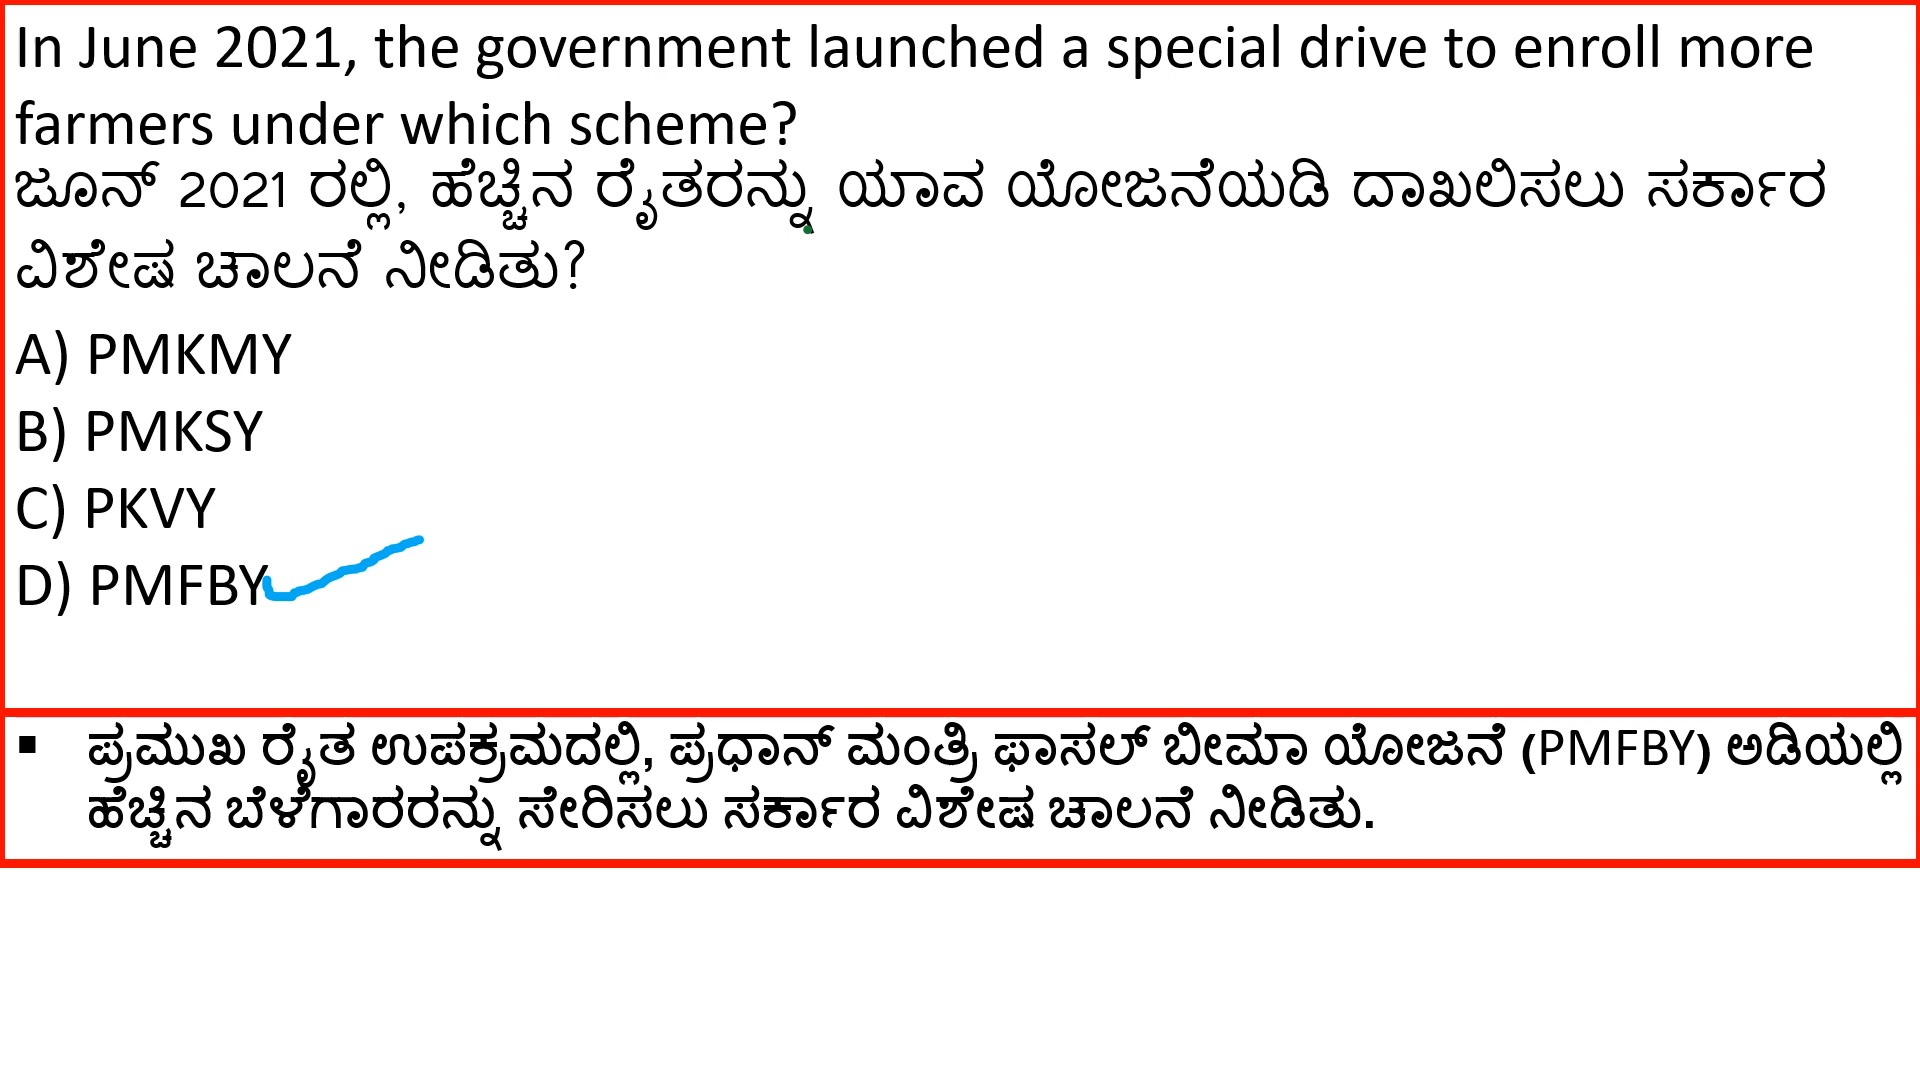 In June 2021, the government launched a special drive to enroll more
farmers under which scheme?
ಜೂನ್ 2021 ರಲ್ಲಿ, ಹೆಚ್ಚಿನ ರೈತರನ್ನು ಯಾವ ಯೋಜನೆಯಡಿ ದಾಖಲಿಸಲು ಸರ್ಕಾರ
ವಿಶೇಷ ಚಾಲನೆ ನೀಡಿತು?
A) PMKMY
B) PMKSY
C) PKVY
D) PMFBY
▪ ಪ್ರಮುಖ ರೈತ ಉಪಕ್ರಮದಲ್ಲಿ, ಪ್ರಧಾನ್ ಮಂತ್ರಿ ಫಾಸಲ್ ಬೀಮಾ ಯೋಜನೆ (PMFBY) ಅಡಿಯಲ್ಲಿ
ಹೆಚ್ಚಿನ ಬೆಳೆಗಾರರನ್ನು ಸೇರಿಸಲು ಸರ್ಕಾರ ವಿಶೇಷ ಚಾಲನೆ ನೀಡಿತು.